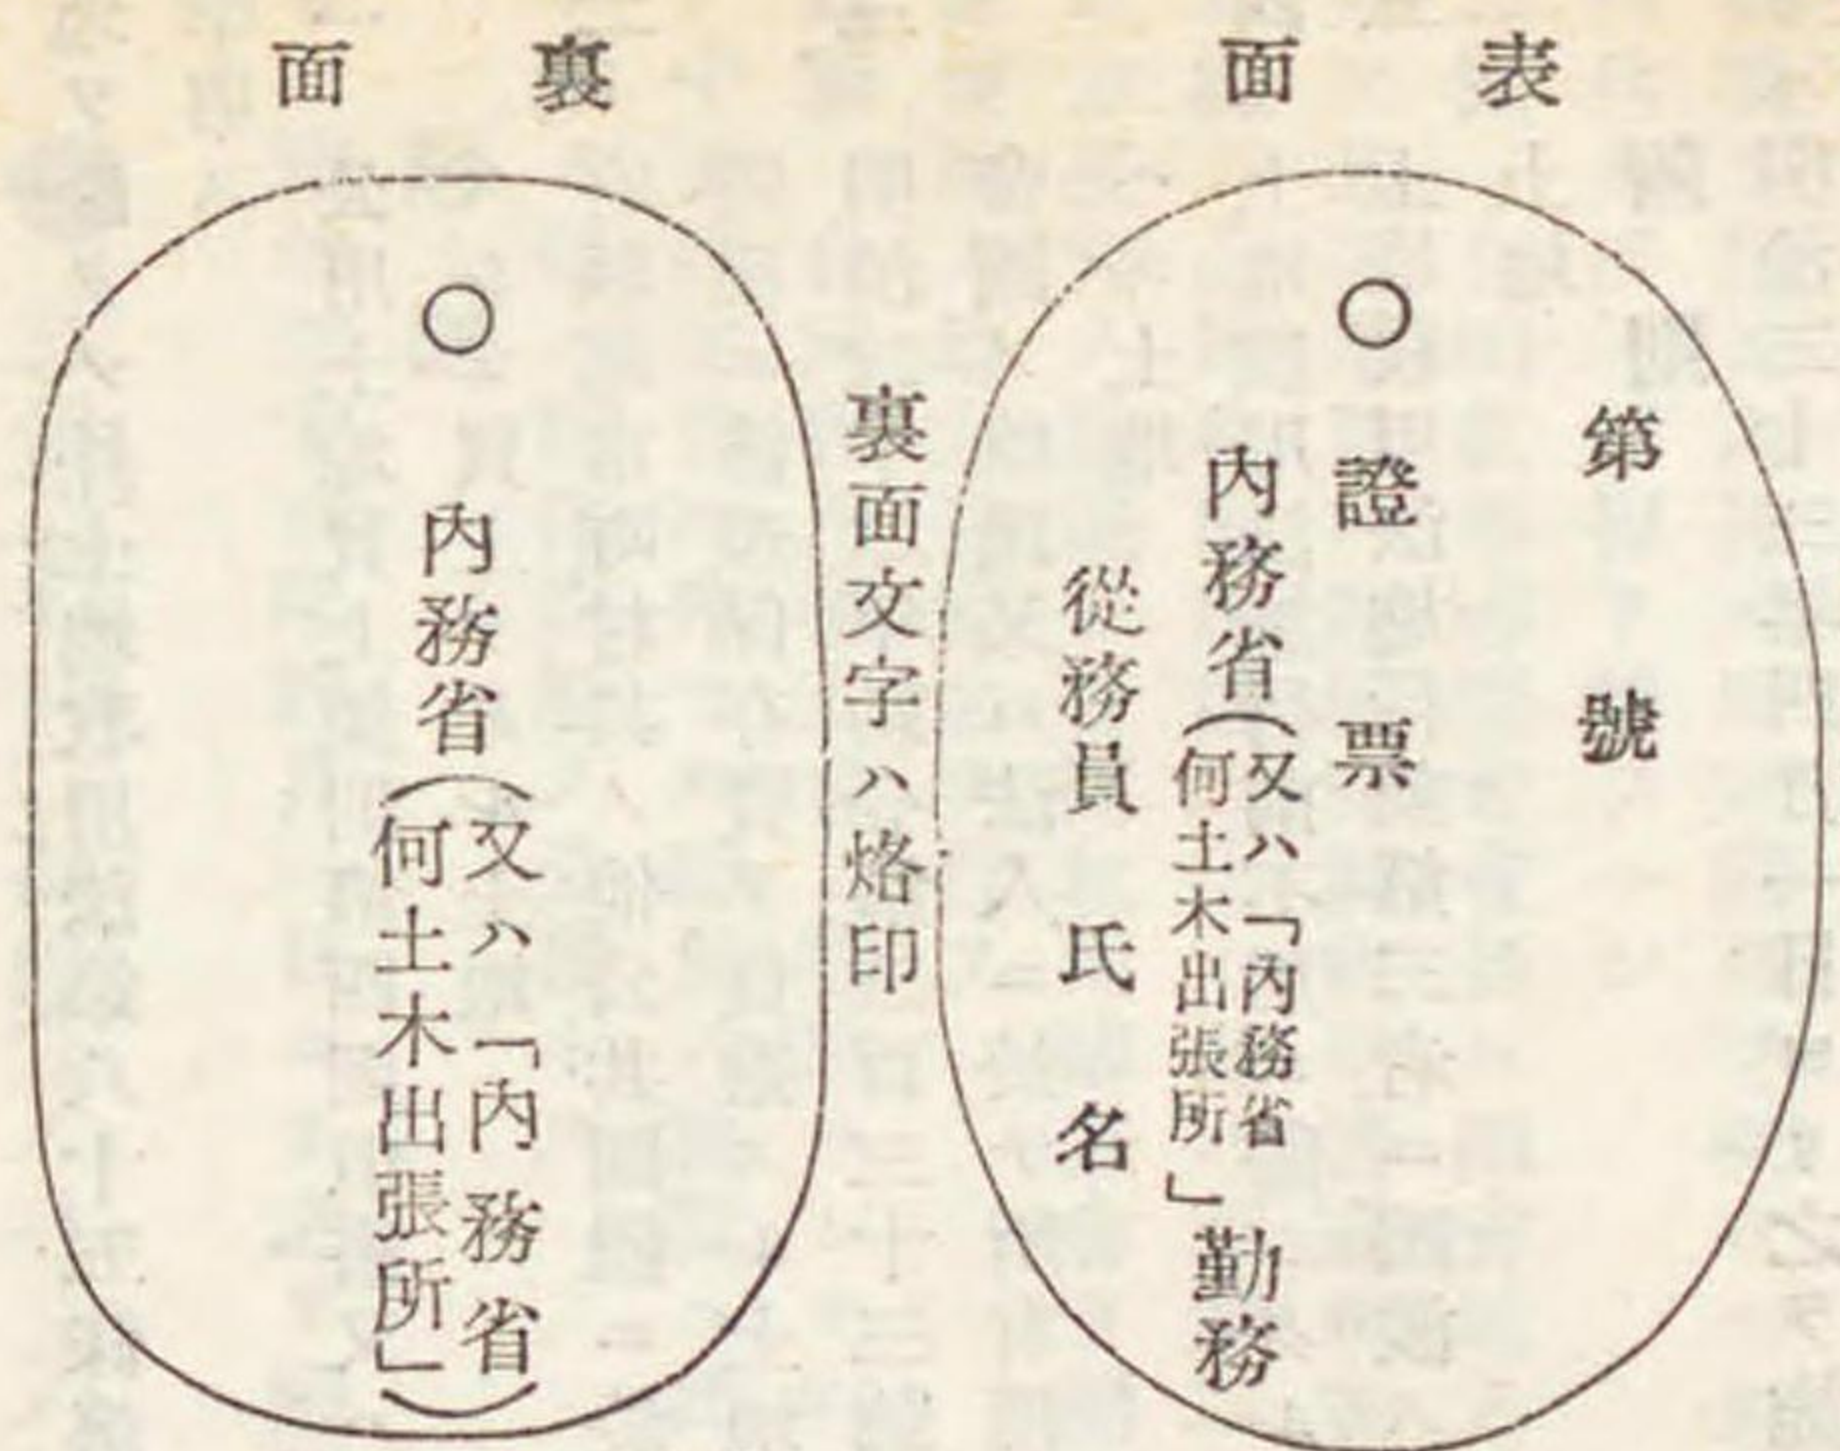 表面
第號
證票
內務省(又ハ「內務省
何土木出張所」勤務
從務員氏名
裏面文字ハ烙印
裏面
內務省(又ハ「內務省
何土木出張所」)